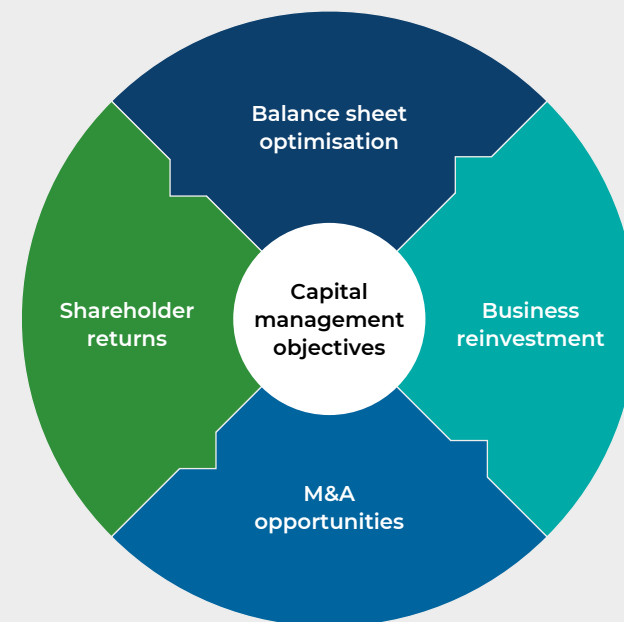 Balance sheet
optimisation
Shareholder
returns
Capital
management
objectives
Business
reinvestment
M&A
opportunities